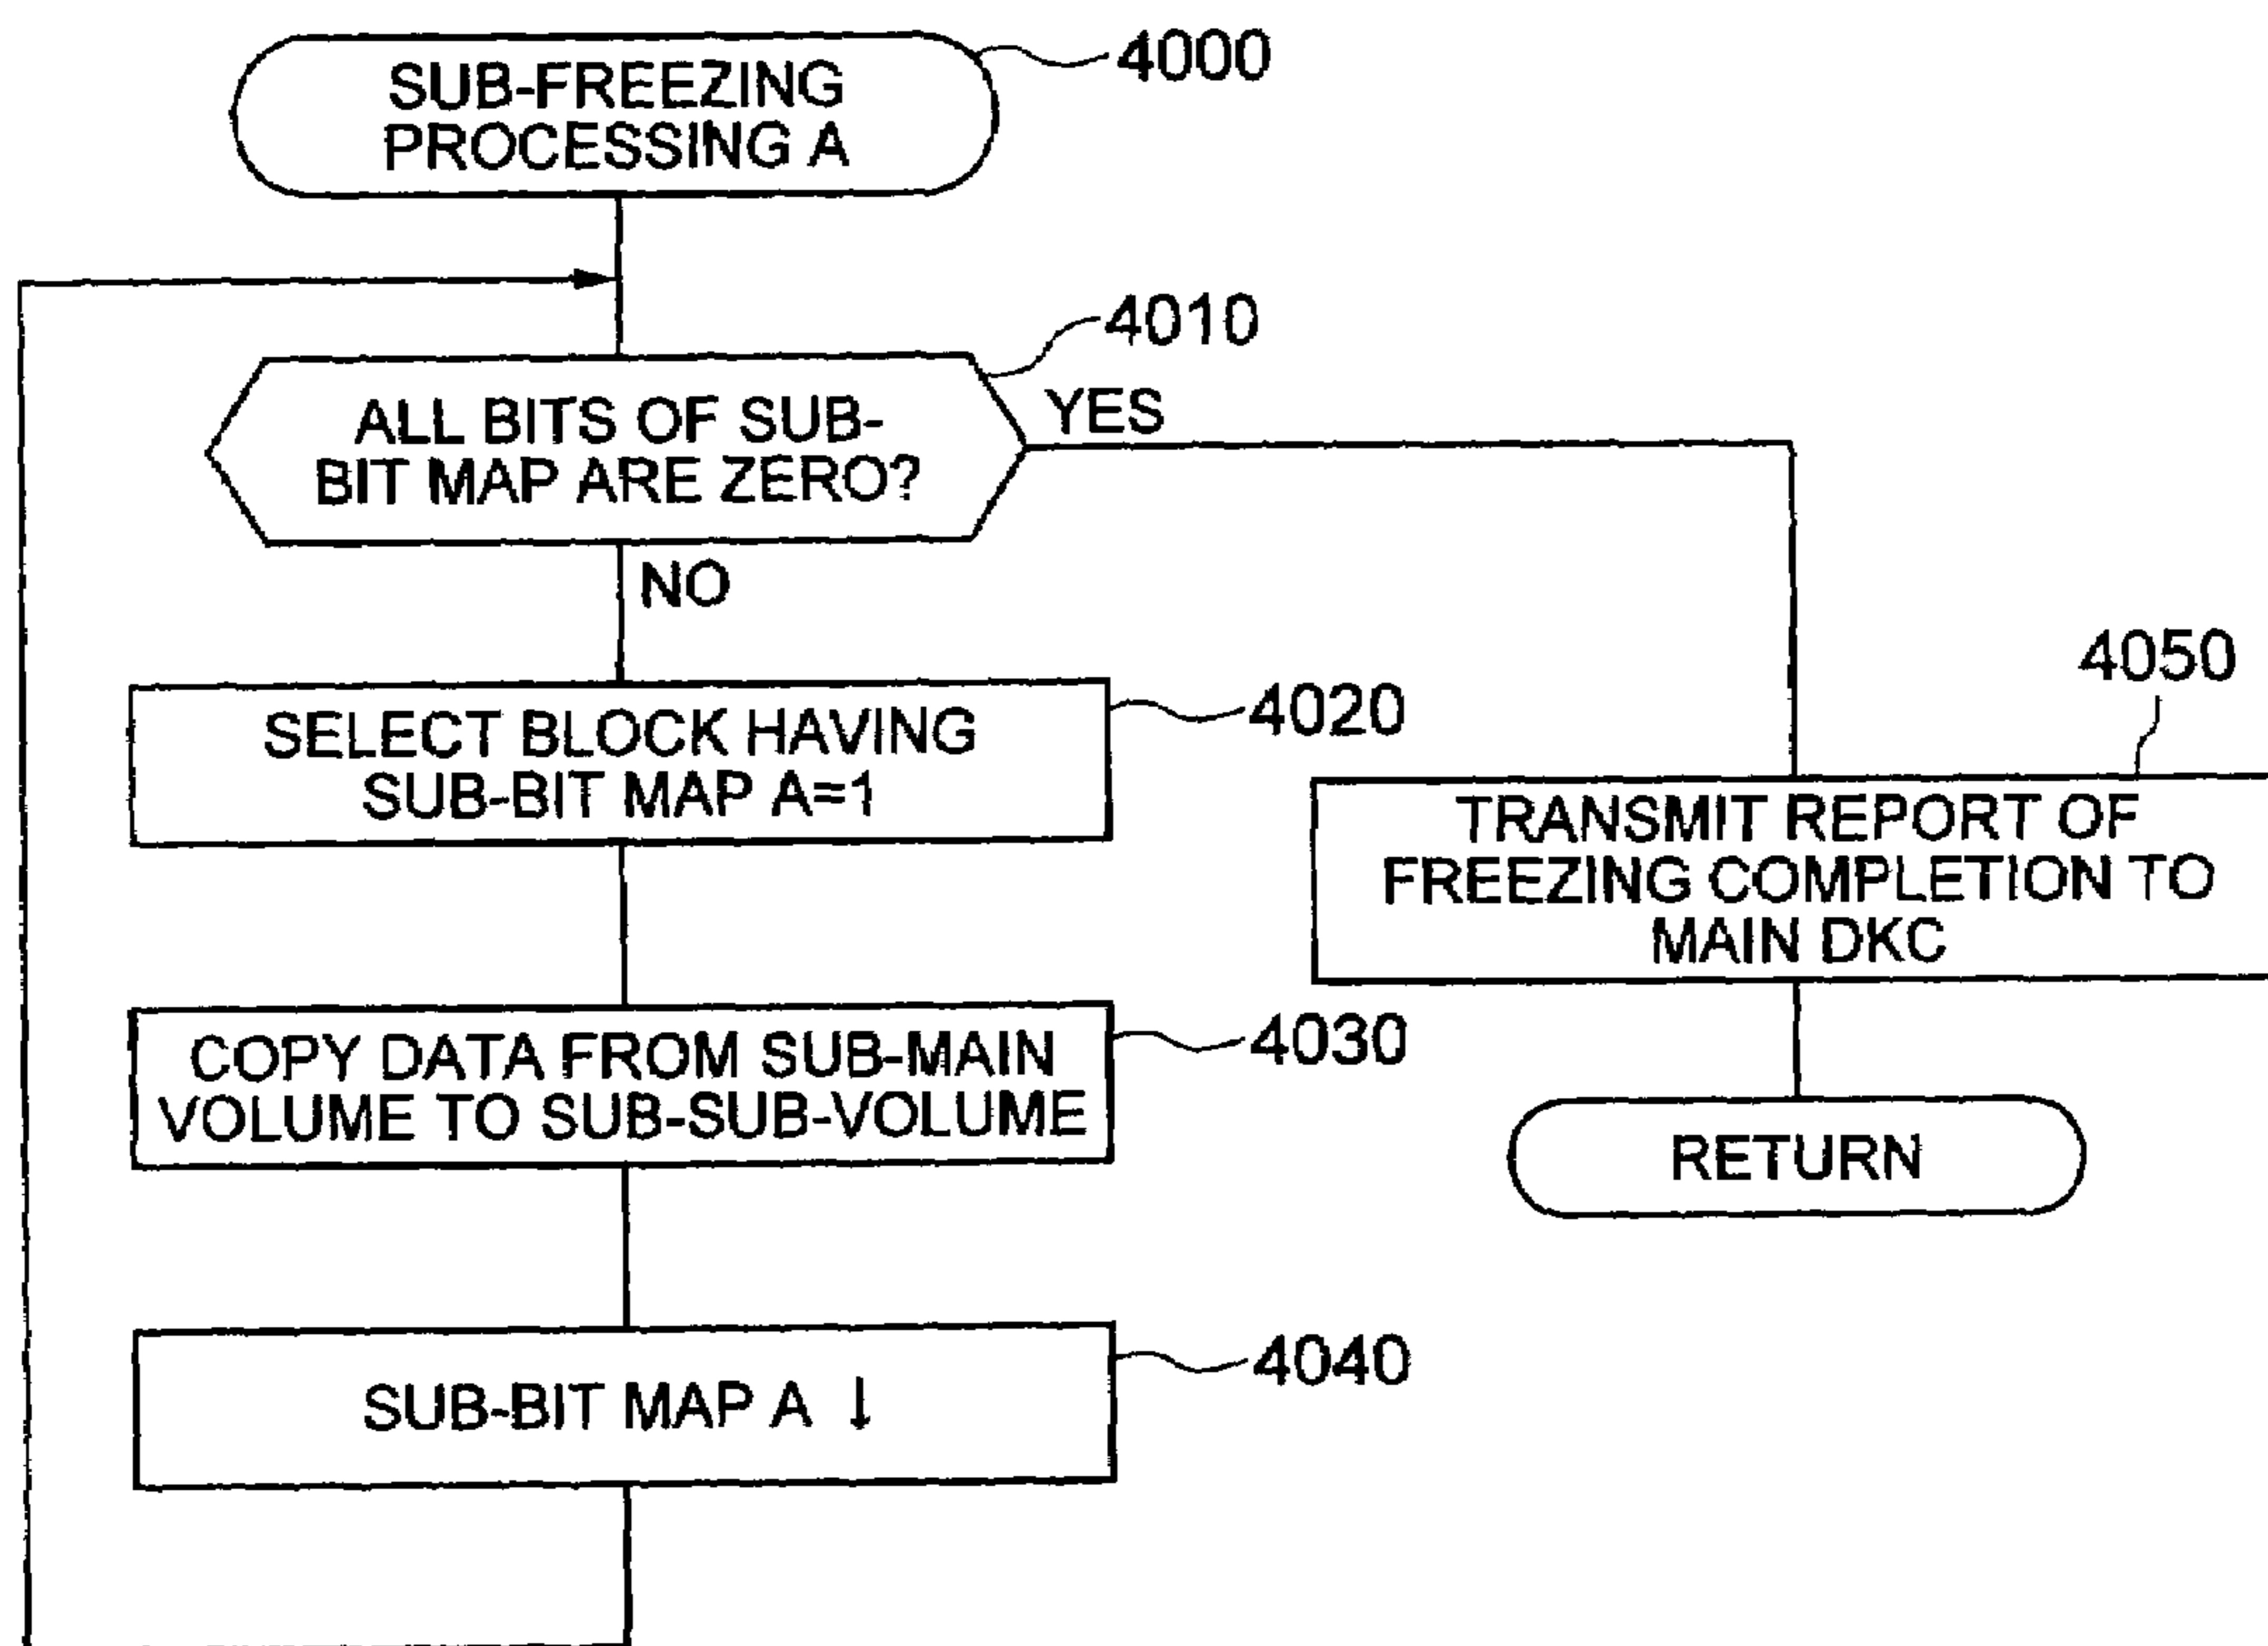 SUB-FREEZING
PROCESSING A
4000
4010
ALL BITS OF SUB-
BIT MAP ARE ZERO?
YES
NO
SELECT BLOCK HAVING
SUB-BIT MAP A=1
4020
4050
TRANSMIT REPORT OF
FREEZING COMPLETION TO
MAIN DKC
COPY DATA FROM SUB-MAIN
VOLUME TO SUB-SUB-VOLUME
4030
RETURN
SUB-BIT MAP A ↓
4040